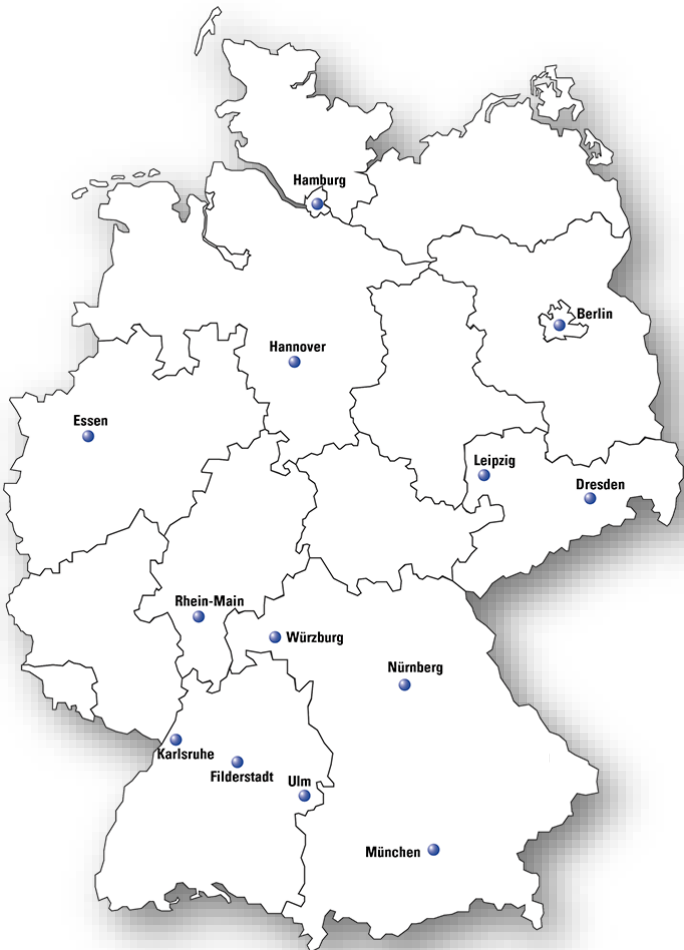 Hamburg
Berlin
Hannover
Essen
Leipzig
Dresden
Rhein-Main
Würzburg
Nürnberg
Karlsruhe
Filderstadt
Ulm
München